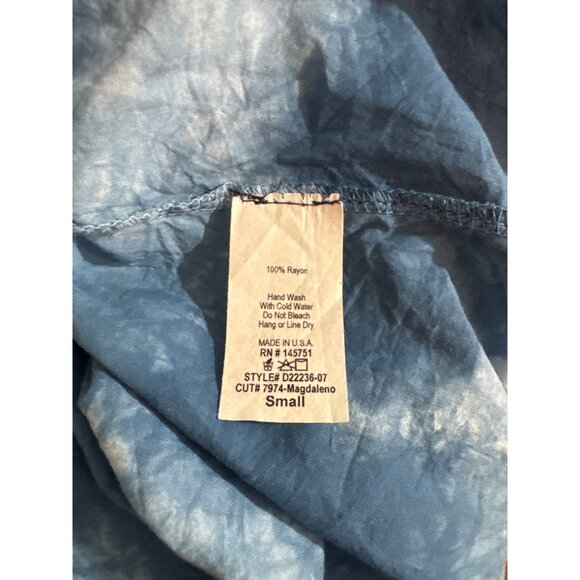 100% Rayon
Hand Wash
With Cold Water
Do Not Bleach
Hang or Line Dry
MADE IN U.S.A.
RN # 145751
STYLE# D22236-07
CUT# 7974-Magdaleno
Small